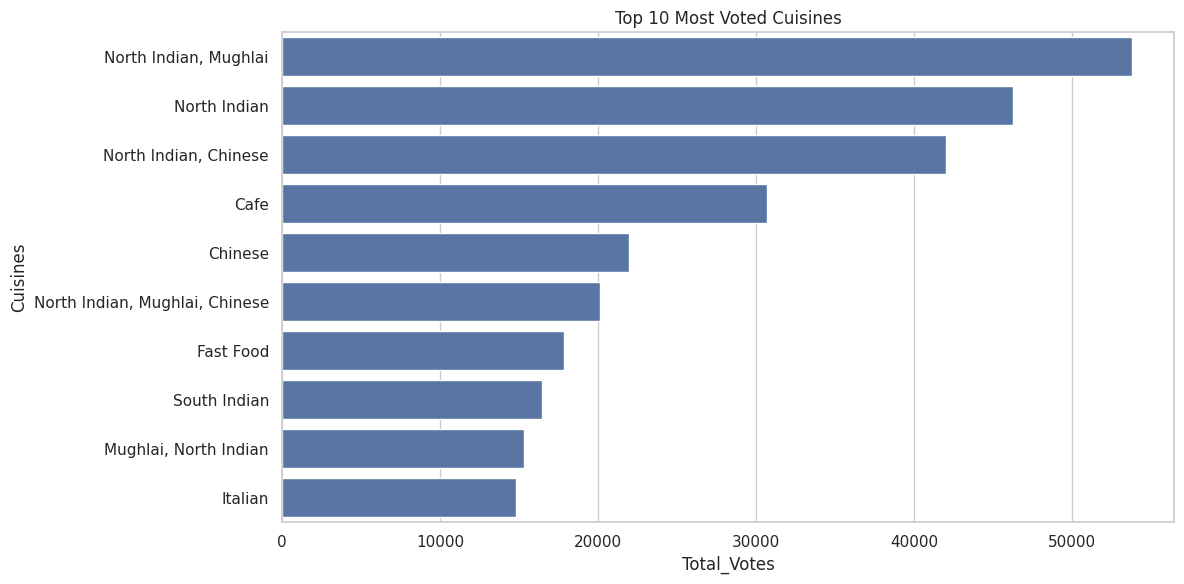 Top 10 Most Voted Cuisines
Cuisines
North Indian, Mughlai
North Indian
North Indian, Chinese
Cafe
Chinese
North Indian, Mughlai, Chinese
Fast Food
South Indian
Mughlai, North Indian
Italian
0 10000 20000 30000 40000 50000
Total_Votes